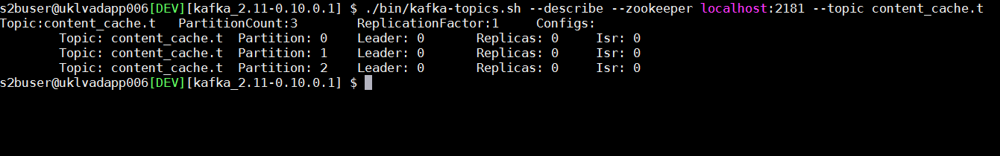 s2buser@uklvadapp006[DEV][kafka_2.11-0.10.0.1] $ ./bin/kafka-topics.sh --describe --zookeeper localhost:2181 --topic content_cache.t
Topic:content_cache.t   PartitionCount:3        ReplicationFactor:1     Configs:
        Topic: content_cache.t  Partition: 0    Leader: 0       Replicas: 0     Isr: 0
        Topic: content_cache.t  Partition: 1    Leader: 0       Replicas: 0     Isr: 0
        Topic: content_cache.t  Partition: 2    Leader: 0       Replicas: 0     Isr: 0
s2buser@uklvadapp006[DEV][kafka_2.11-0.10.0.1] $